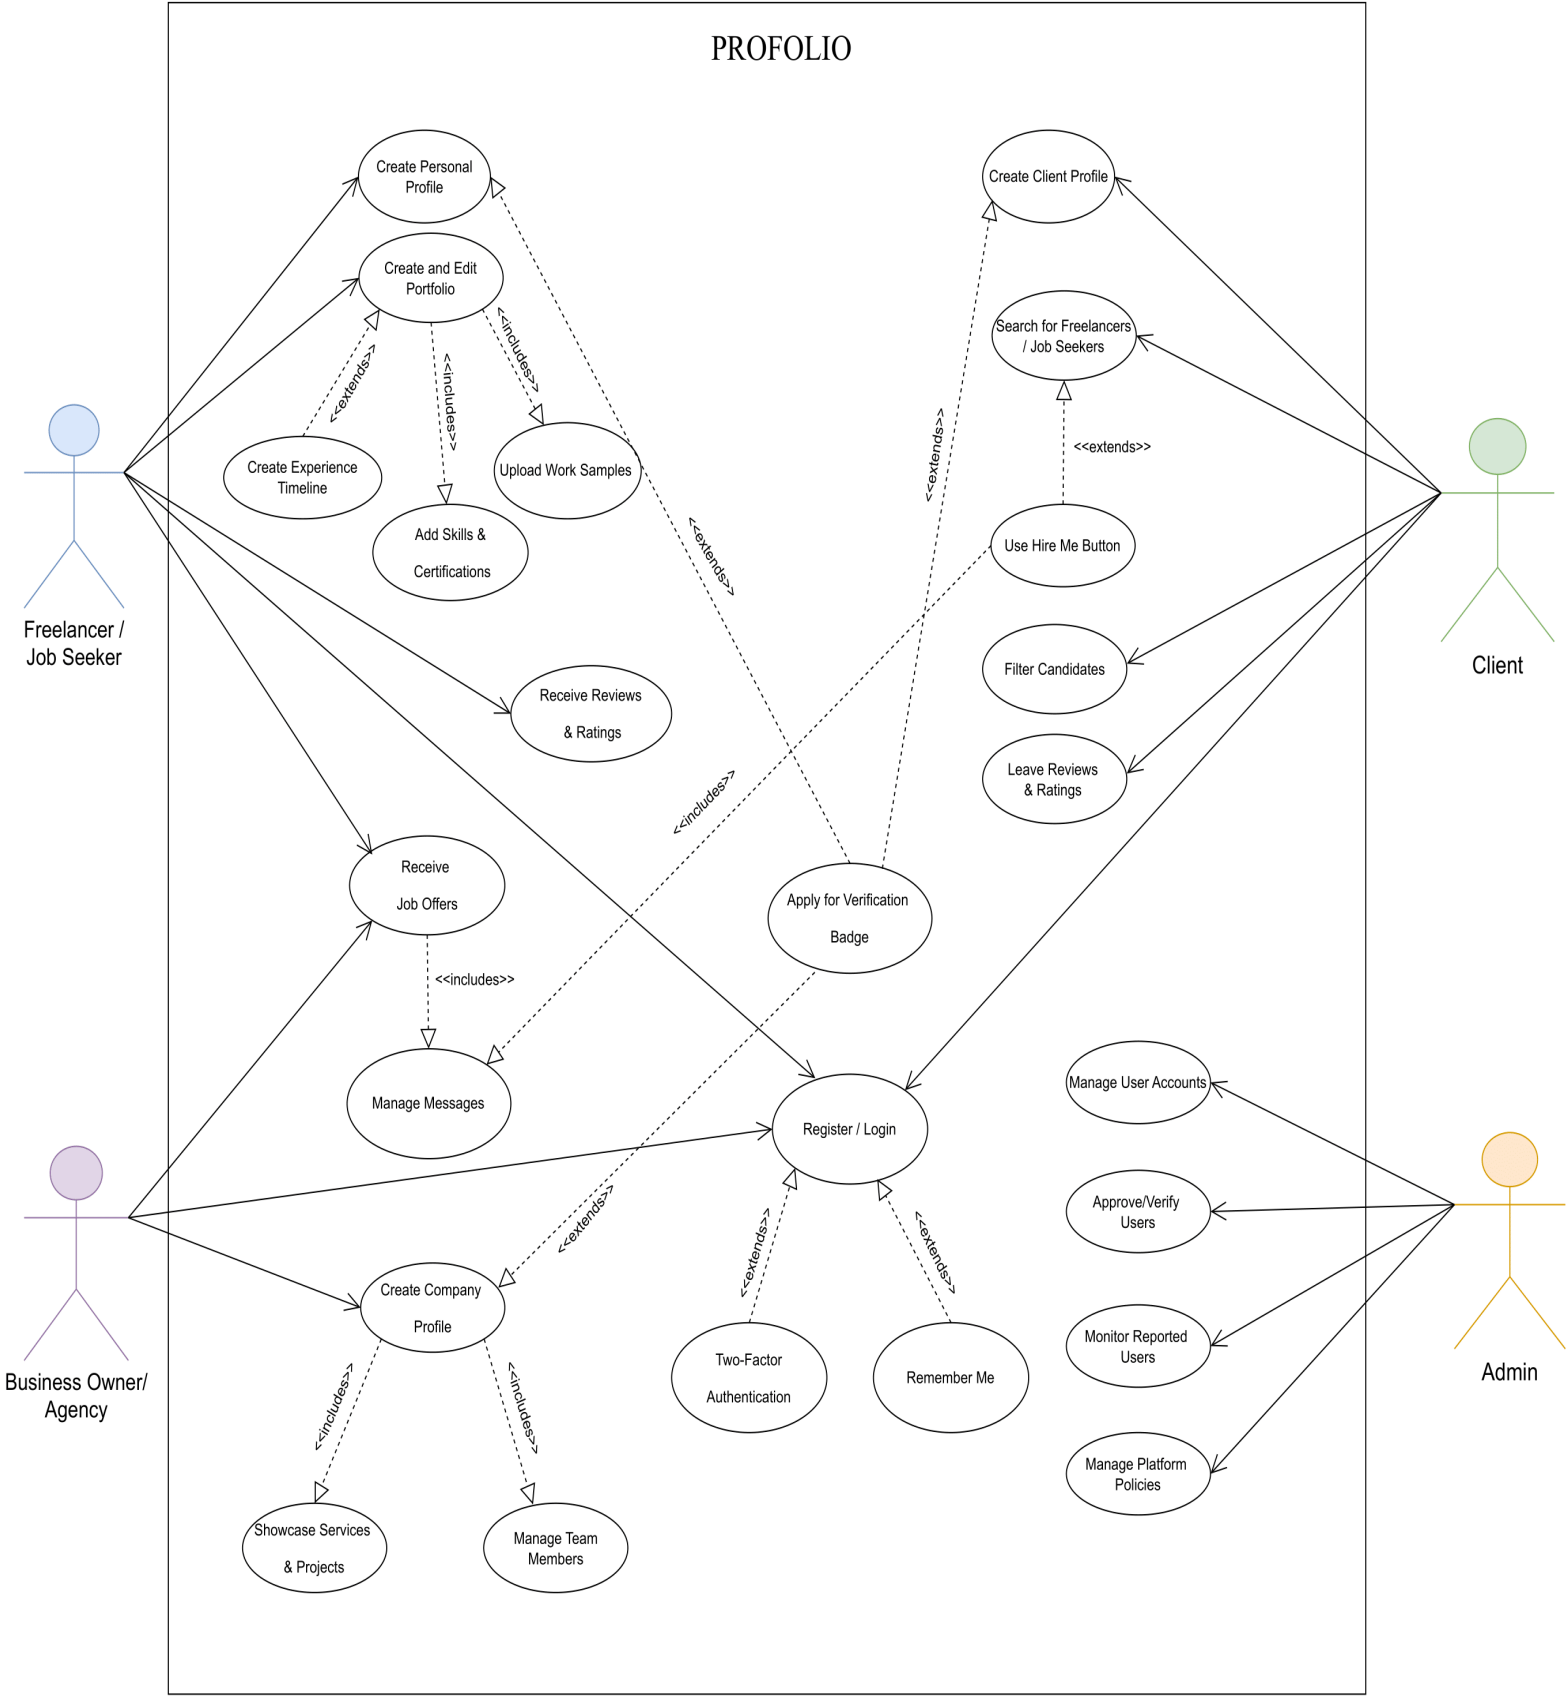 PROFOLIO
Create Personal
Profile
Create Client Profile
Create and Edit
Portfolio
Search for Freelancers
/ Job Seekers
<<extends>>
<<includes>>
<<includes>>
<<extends>>
<<extends>>
Create Experience
Timeline
Upload Work Samples
Add Skills &
Certifications
<<extends>>
Use Hire Me Button
Freelancer /
Job Seeker
Client
Filter Candidates
Receive Reviews
& Ratings
Leave Reviews
& Ratings
<<includes>>
Receive
Job Offers
Apply for Verification
Badge
<<includes>>
Manage Messages
Register / Login
Manage User Accounts
Approve/Verify
Users
<<extends>>
<<extends>>
<<extends>>
Create Company
Profile
Monitor Reported
Users
Two-Factor
Authentication
Remember Me
Business Owner/
Agency
Admin
<<includes>>
<<includes>>
Manage Platform
Policies
Showcase Services
& Projects
Manage Team
Members